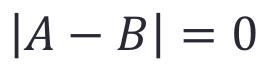 |A − B| = 0